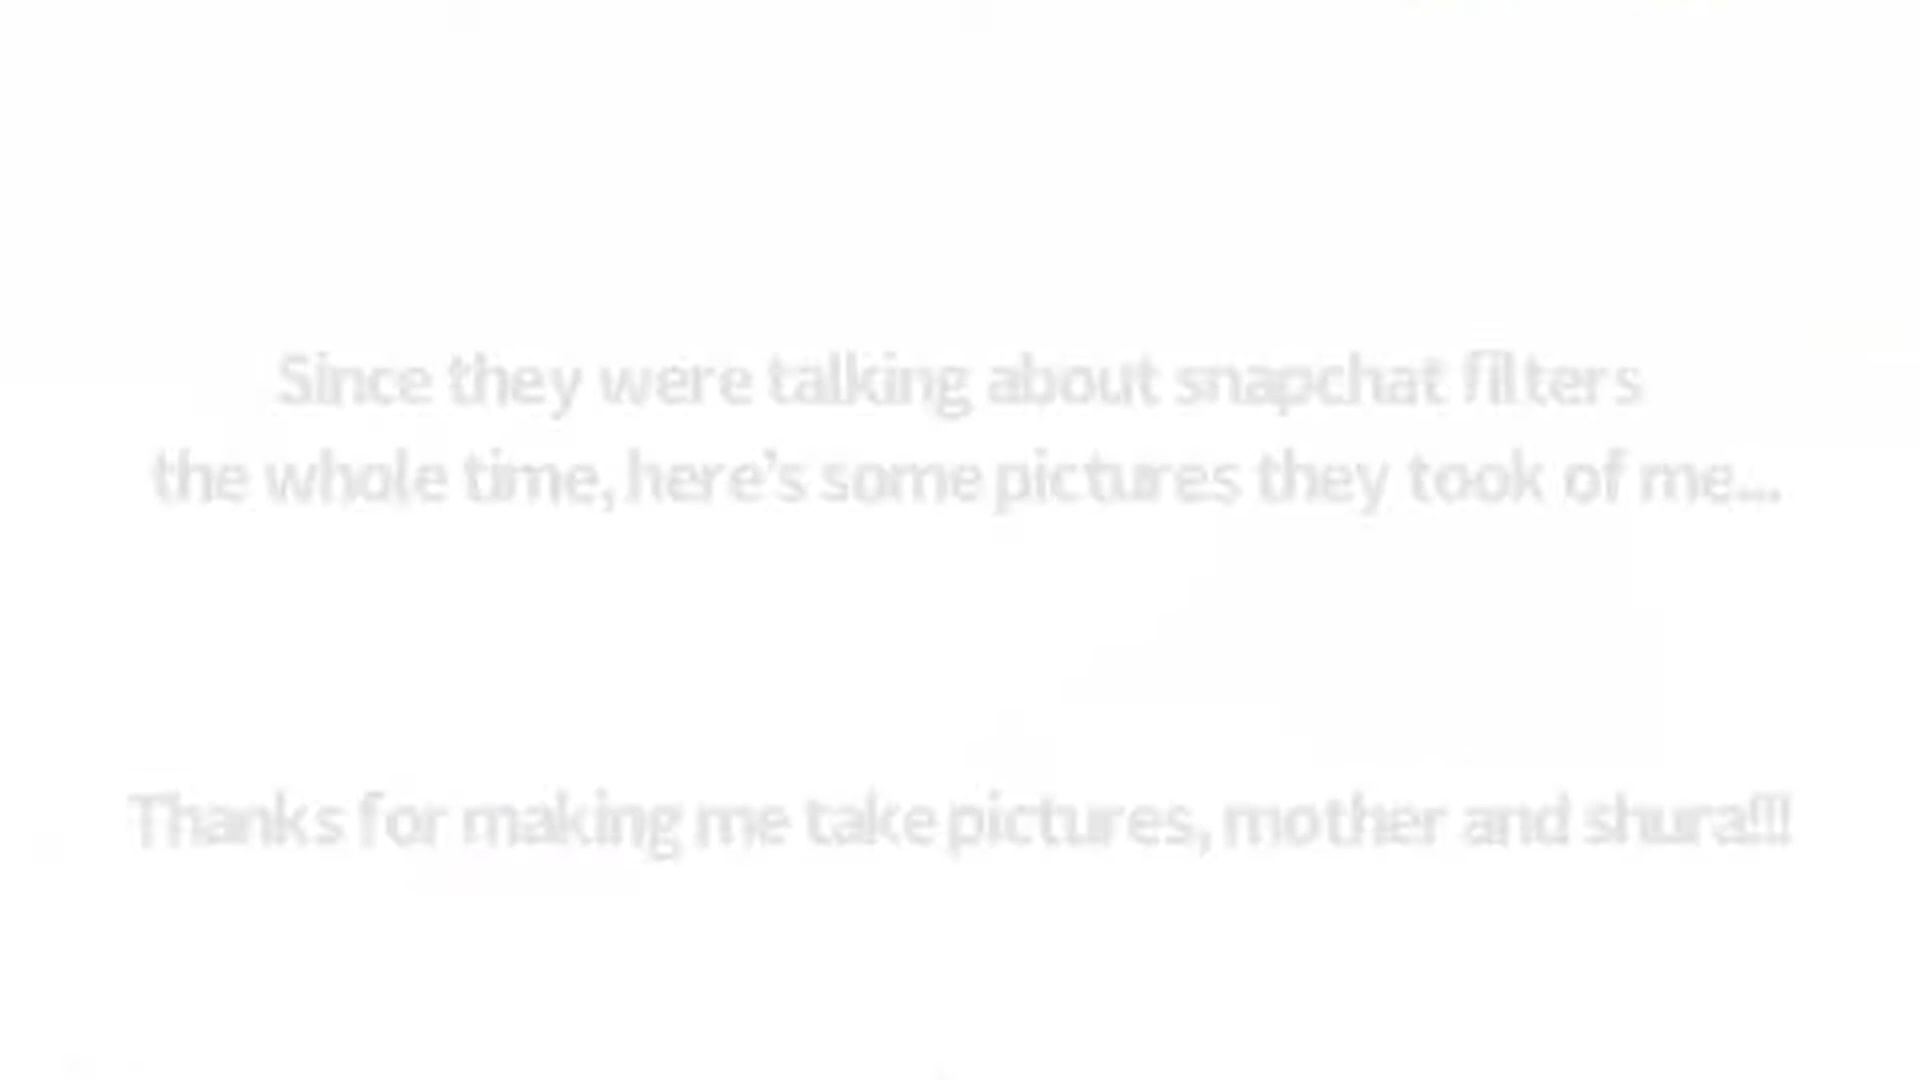 Since they were talking about snapchat filters
the whole time, here's some pictures they took of me...
Thanks for making me take pictures, mother and shura!!!